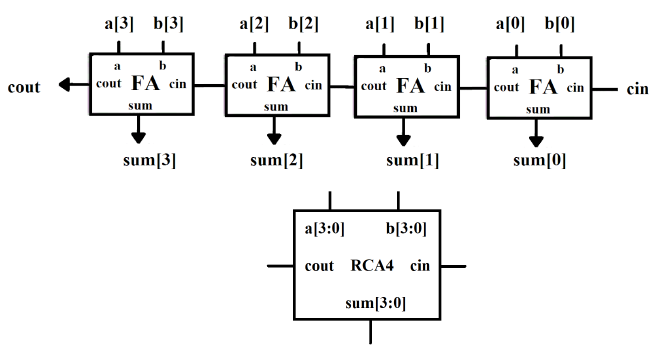 a[3] b[3] a[2] b[2] a[1] b[1] a[0] b[0]
a b a b a b a b
cout cout FA cin cout FA cin cout FA cin cout FA cin cin
sum sum sum sum
sum[3] sum[2] sum[1] sum[0]
a[3:0] b[3:0]
cout RCA4 cin
sum[3:0]